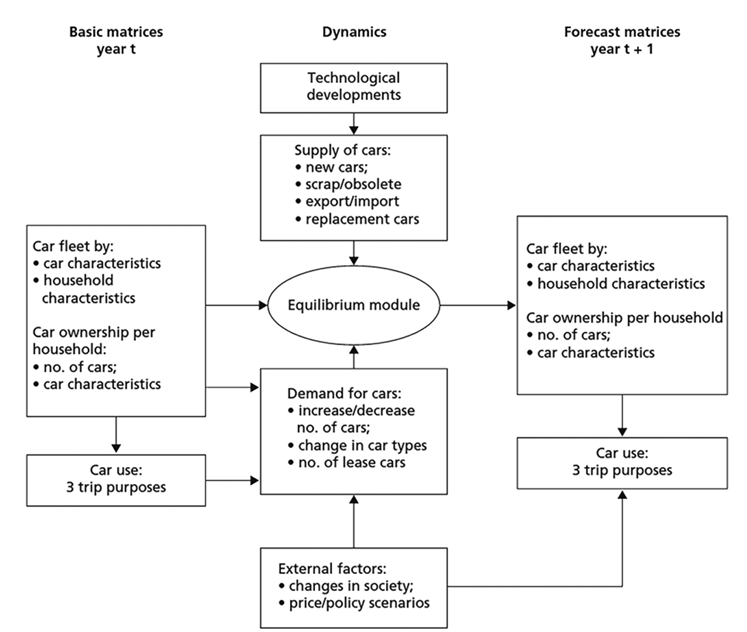 Basic matrices
year t
Dynamics
Forecast matrices
year t + 1
Technological
developments
Supply of cars:
• new cars;
• scrap/obsolete
• export/import
• replacement cars
Car fleet by:
• car characteristics
• household
characteristics
Car ownership per
household:
• no. of cars;
• car characteristics
Equilibrium module
Car fleet by:
• car characteristics
• household characteristics
Car ownership per household
• no. of cars;
• car characteristics
Demand for cars:
• increase/decrease
no. of cars;
• change in car types
• no. of lease cars
Car use:
3 trip purposes
Car use:
3 trip purposes
External factors:
• changes in society;
• price/policy scenarios